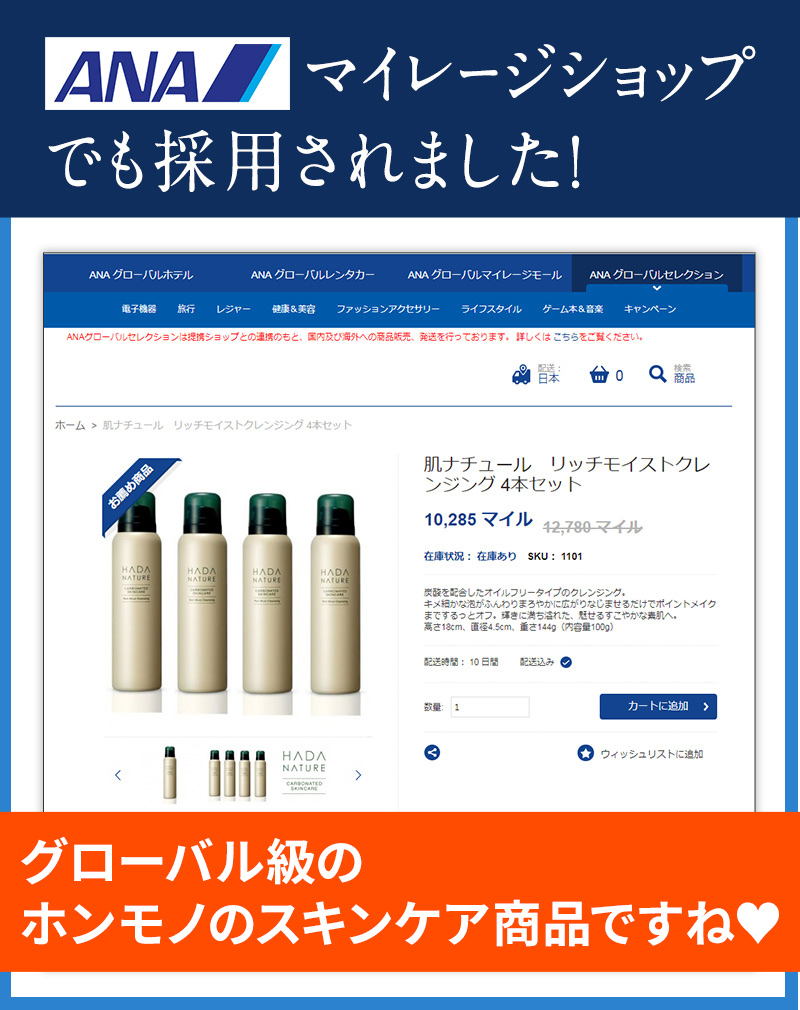 ANA マイレージショップ
でも採用されました!
ANA グローバルホテル ANA グローバルレンタカー ANA グローバルマイレージモール ANA グローバルセレクション
電子機器 旅行 レジャー 健康&美容 ファッションアクセサリー ライフスタイル ゲーム本&音楽 キャンペーン
ANAグローバルセレクションは提携ショップとの連携のもと、国内及び海外への商品販売、発送を行っております。 詳しくは こちらをご覧ください。
配送:
日本
0
検索
商品
ホーム > 肌ナチュール リッチモイストクレンジング 4本セット
お薦め商品
HADA
NATURE
CARBONATED
SKINCARE
HADA
NATURE
CARBONATED
SKINCARE
HADA
NATURE
CARBONATED
SKINCARE
HADA
NATURE
CARBONATED
SKINCARE
肌ナチュール リッチモイストクレ
ンジング 4本セット
10,285 マイル 12,780 マイル
在庫状況: 在庫あり SKU: 1101
炭酸を配合したオイルフリータイプのクレンジング。
キメ細かな泡がふんわりまろやかに広がりなじませるだけでポイントメイク
までするっとオフ。輝きに満ち溢れた、魅せるすこやかな素肌へ。
高さ18cm、直径4.5cm、重さ144g(内容量100g)
配送時間: 10 日間 配送込み
数量: 1 カートに追加
ウィッシュリストに追加
HADA
NATURE
CARBONATED
SKINCARE
グローバル級の
ホンモノのスキンケア商品ですね♥